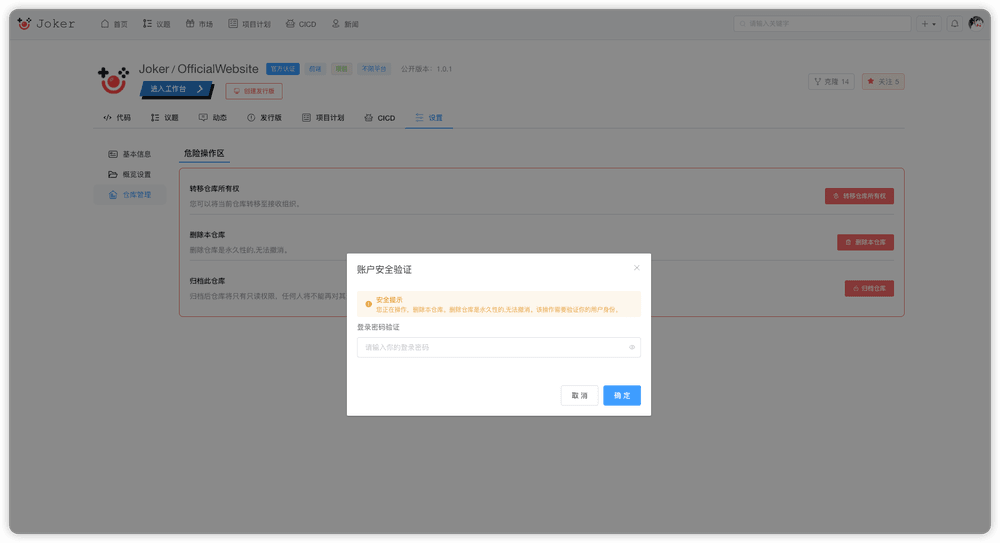 Joker 首页 议题 市场 项目计划 CICD 新闻 请输入关键字
Joker / OfficialWebsite 官方认证 前端 公开版本：1.0.1
进入工作台 创建发行版 克隆 14 关注 5
代码 议题 动态 发行版 项目计划 CICD 设置
基本信息
概览设置
仓库管理
危险操作区
转移仓库所有权
您可以将当前仓库转移至接收组织。
转移仓库所有权
删除本仓库
删除仓库是永久性的,无法撤消。
删除本仓库
归档此仓库
归档后仓库将只有只读权限，任何人将不能再对其
归档仓库
账户安全验证
安全提示
您正在操作，删除本仓库，删除仓库是永久性的,无法撤消，该操作需要验证你的用户身份。
登录密码验证
请输入你的登录密码
取 消 确 定